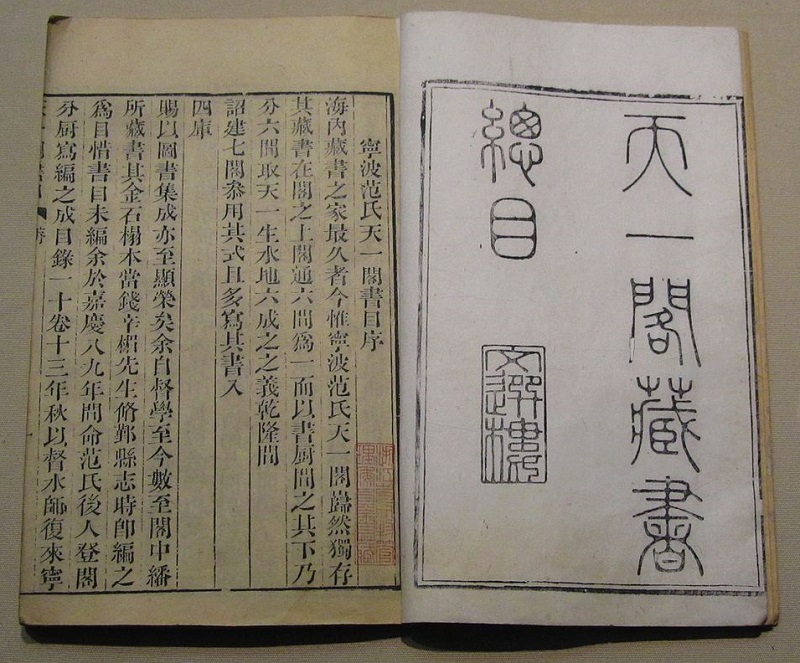 天一閣藏書
總目
文選樓
寧波范氏天一閣書目序
海內藏書之家最久者今惟寧波范氏天一閣巋然獨存
其藏書在閣之上閣通六間爲一而以書廚間之其下乃
分六間取天一生水地六成之之義乾隆間
詔建七閣叅用其式且多寫其書入
四庫
賜以圖書集成亦至顯榮矣余自督學至今數至閣中繙
所藏書其金石榻本當錢辛楣先生脩鄞縣志時卽編之
爲目惜書目未編余於嘉慶八九年間命范氏後人登閣
分廚寫編之成目錄一十卷十三年秋以督水師復來寧